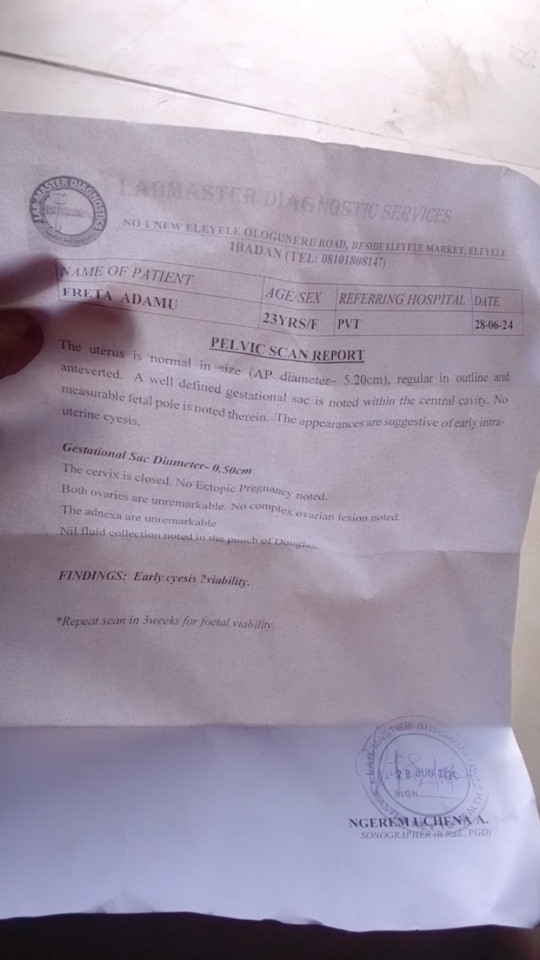 LABMASTER DIAGNOSTIC SERVICES
NO 1 NEW ELEYELE OLOGUNERU ROAD, BESIDE ELEYELE MARKET, ELEYELE
IBADAN (TEL: 08101808147)
NAME OF PATIENT AGE/SEX REFERRING HOSPITAL DATE
FRETA ADAMU 23YRS/F PVT 28-06-24
PELVIC SCAN REPORT
The uterus is normal in size (AP diameter– 5.20cm), regular in outline and
anteverted. A well defined gestational sac is noted within the central cavity. No
measurable fetal pole is noted therein. The appearances are suggestive of early intra-
uterine cyesis.
Gestational Sac Diameter- 0.50cm
The cervix is closed. No Ectopic Pregnancy noted.
Both ovaries are unremarkable. No complex ovarian lesion noted.
The adnexa are unremarkable
Nil fluid collection noted in the pouch of Douglas.
FINDINGS: Early cyesis ?viability.
*Repeat scan in 3weeks for foetal viability.
SIGN
NGEREM UCHENA A.
SONOGRAPHER (B.Rad., PGD)